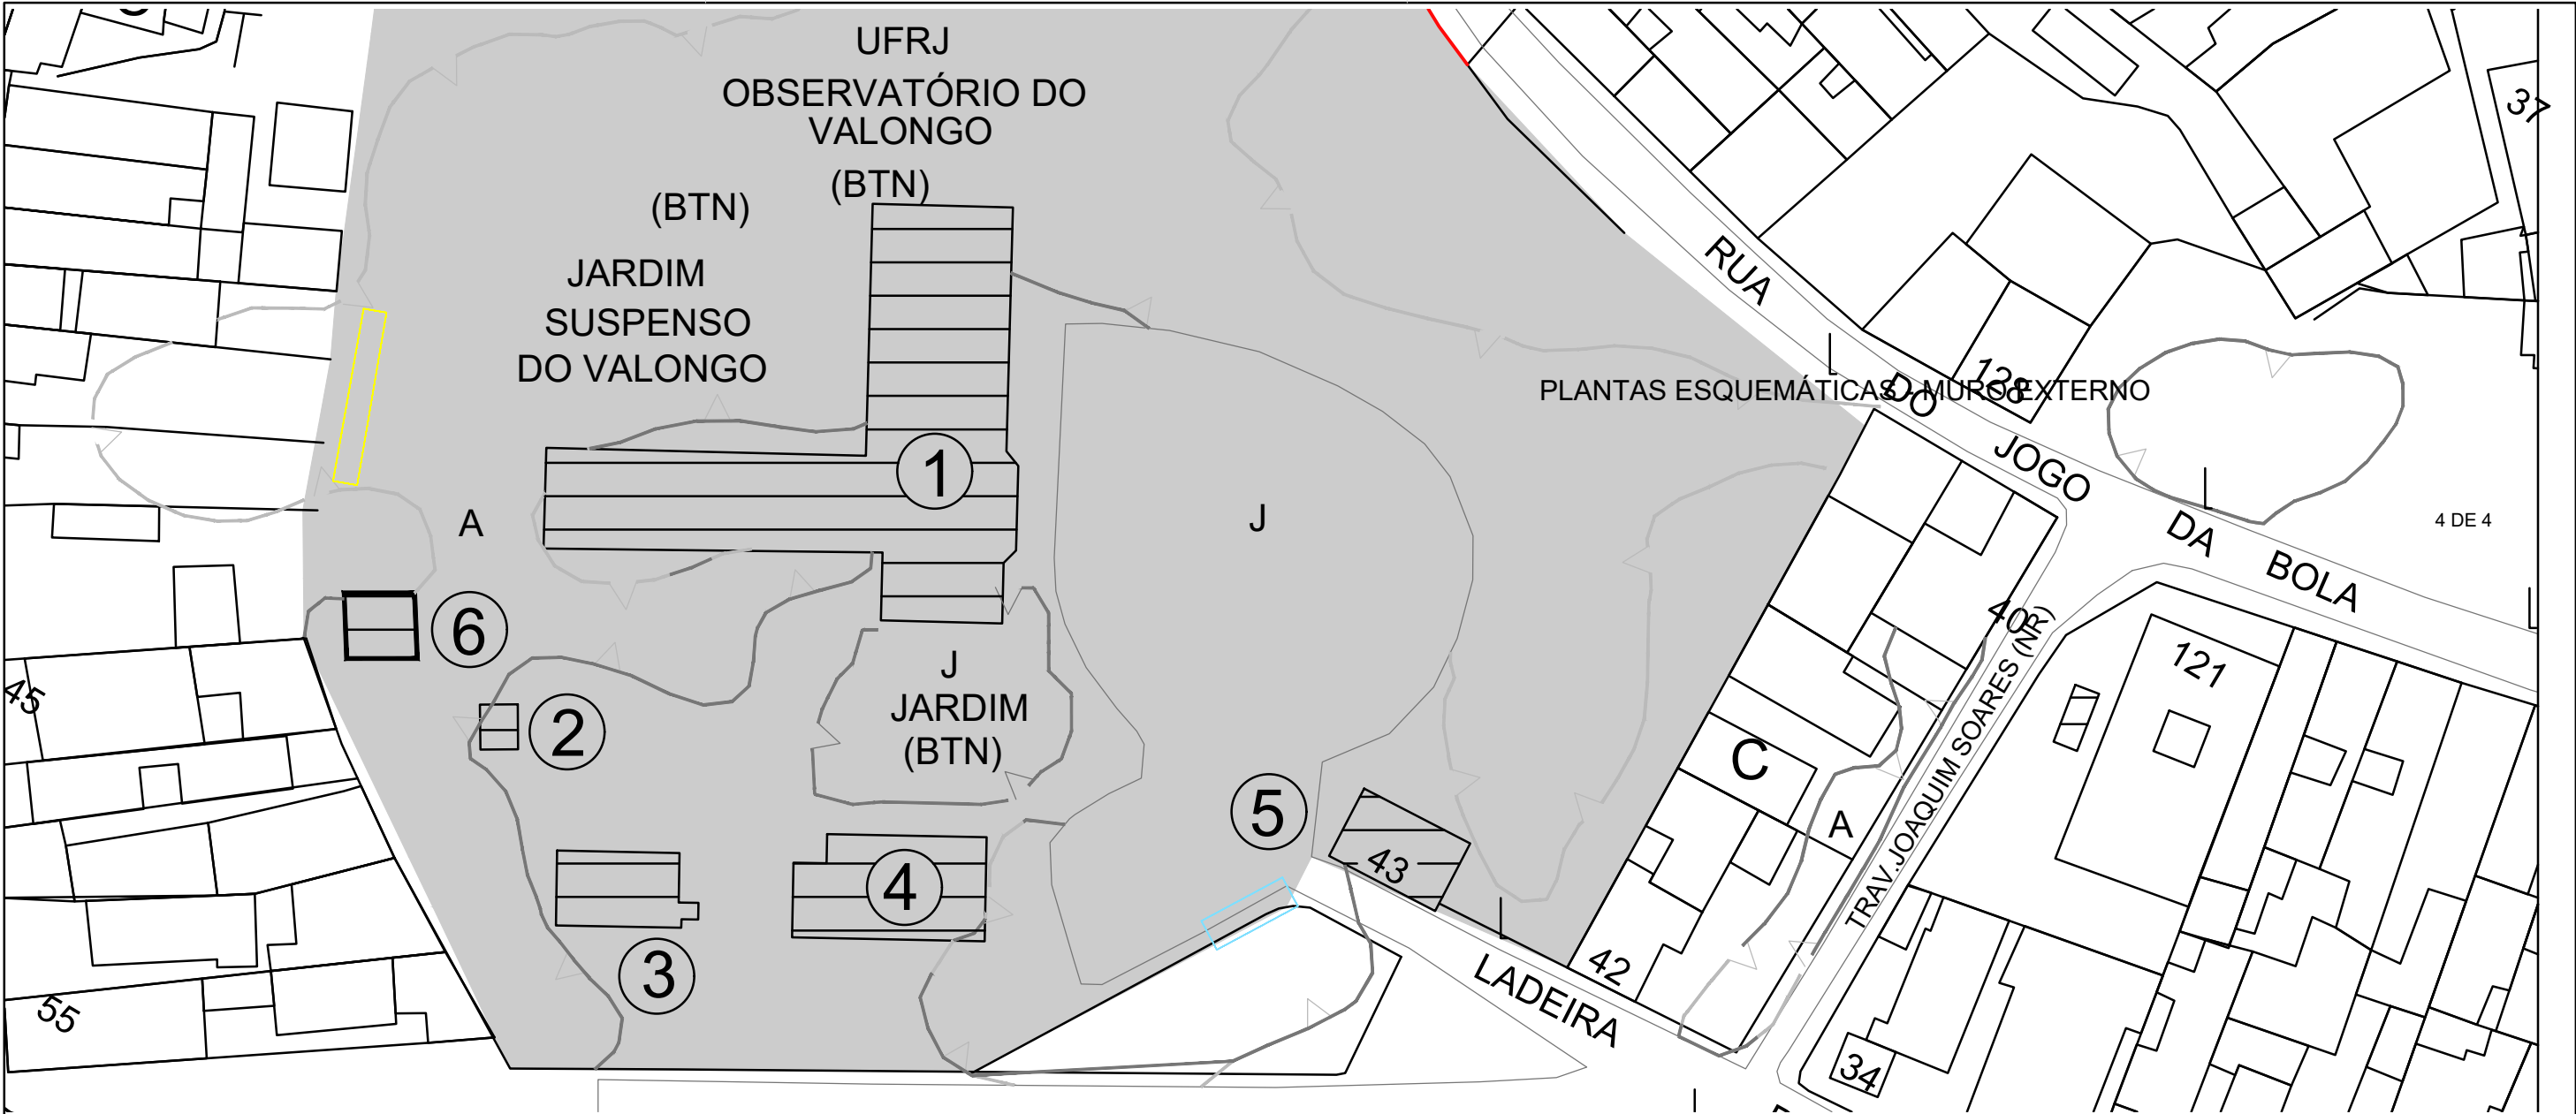 UFRJ
OBSERVATÓRIO DO
VALONGO
(BTN)
(BTN)
JARDIM
SUSPENSO
DO VALONGO
37
RUA
DO
JOGO
DA
BOLA
128
PLANTAS ESQUEMÁTICAS - MURO EXTERNO
4 DE 4
1
A
J
6
2
J
JARDIM
(BTN)
40
TRAV.JOAQUIM SOARES (NR)
121
45
C
A
5
43
4
3
42
LADEIRA
55
34